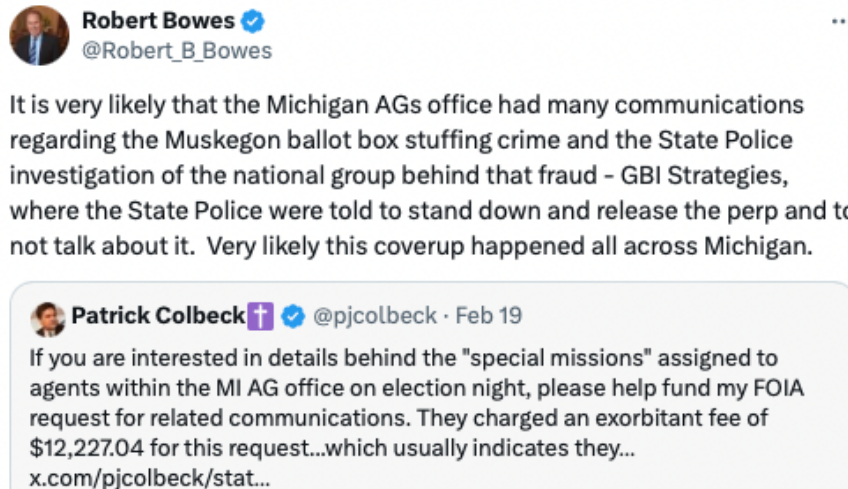 Robert Bowes
@Robert_B_Bowes
It is very likely that the Michigan AGs office had many communications
regarding the Muskegon ballot box stuffing crime and the State Police
investigation of the national group behind that fraud - GBI Strategies,
where the State Police were told to stand down and release the perp and to
not talk about it.  Very likely this coverup happened all across Michigan.
Patrick Colbeck✝️ @pjcolbeck · Feb 19
If you are interested in details behind the "special missions" assigned to
agents within the MI AG office on election night, please help fund my FOIA
request for related communications. They charged an exorbitant fee of
$12,227.04 for this request...which usually indicates they...
x.com/pjcolbeck/stat...